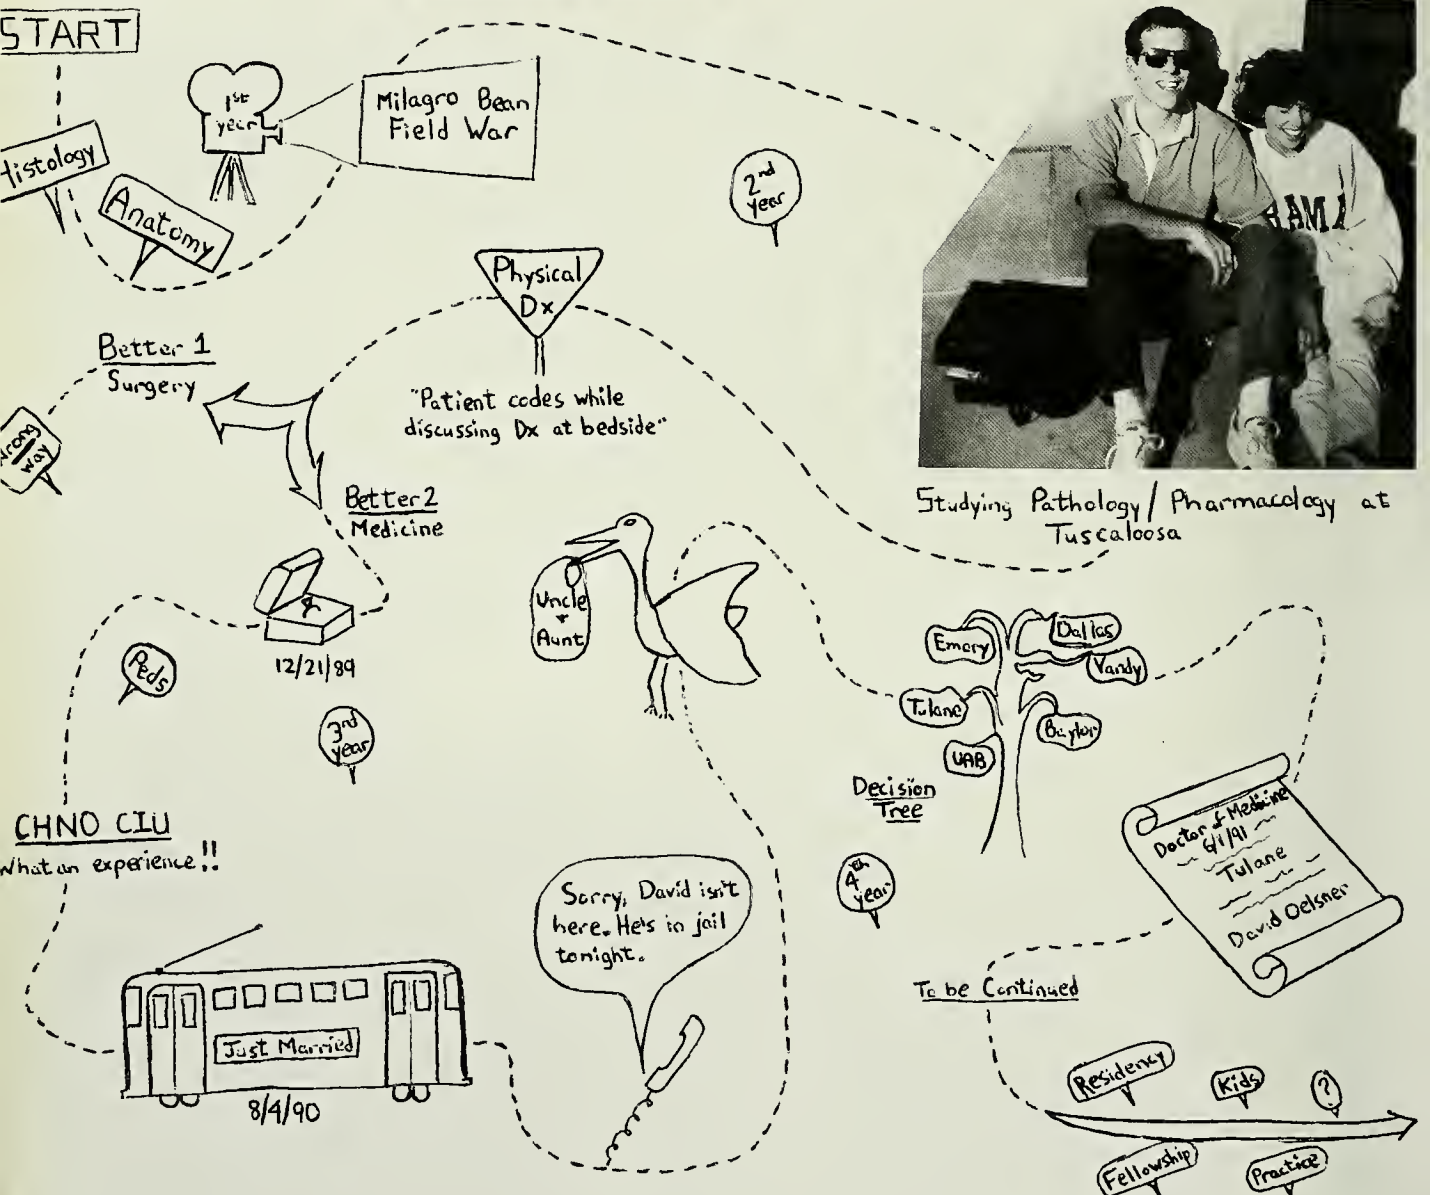 START
Histology
Anatomy
1st
year
Milagro Bean
Field War
2nd
year
BAMA
Studying Pathology/Pharmacology at
Tuscaloosa
Physical
Dx
"Patient codes while
discussing Dx at bedside"
Better 1
Surgery
Wrong
Way
Better 2
Medicine
12/21/89
Peds
3rd
year
CHNO CIU
What an experience!!
Just Married
8/4/90
Sorry, David isn't
here. He's in jail
tonight.
Uncle
+
Aunt
Emory
Dallas
Vandy
Tulane
Baylor
UAB
Decision
Tree
4th
year
Doctor of Medicine
6/1/91
Tulane
David Oelsner
To be Continued
Residency
Kids
?
Fellowship
Practice